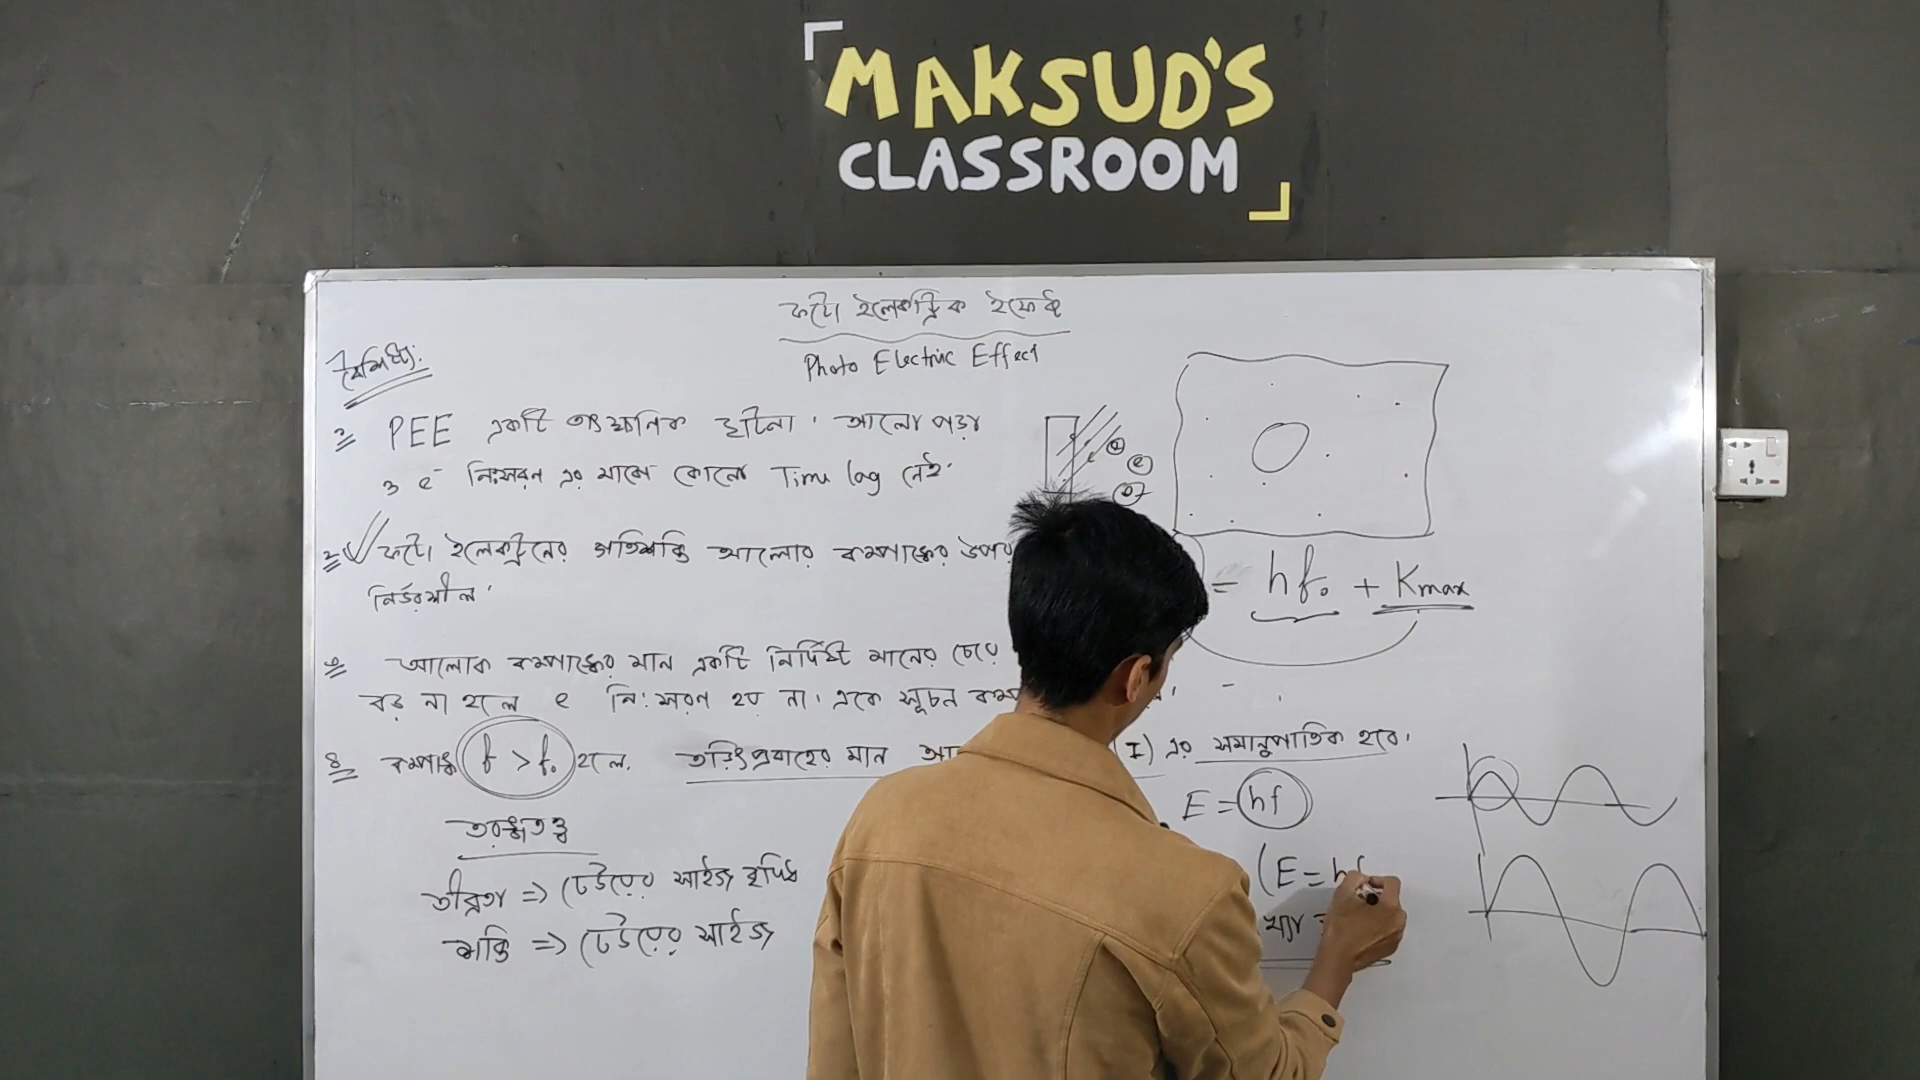 MAKSUD'S
CLASSROOM
ফটো ইলেকট্রিক ইফেক্ট
Photo Electric Effect
বৈশিষ্ট্য:
১ PEE একটি তাৎক্ষনিক ঘটনা। আলো পড়া
ও e⁻ নিঃসরন এর মাঝে কোনো Time lag নেই।
২ ফটো ইলেকট্রনের গতিশক্তি আলোর কম্পাঙ্কের উপর
নির্ভরশীল।
= hf₀ + Kmax
৩ আলোক কম্পাঙ্কের মান একটি নির্দিষ্ট মানের চেয়ে
বড় না হলে e নি:সরণ হয় না। একে সূচন
৪ কম্পাঙ্ক f > f₀ হলে. তড়িৎপ্রবাহের মান (I) এর সমানুপাতিক হবে।
E = hf
তরঙ্গতত্ত্ব
(E = hf
তীব্রতা => ঢেউয়ের সাইজ বৃদ্ধি
শক্তি => ঢেউয়ের সাইজ